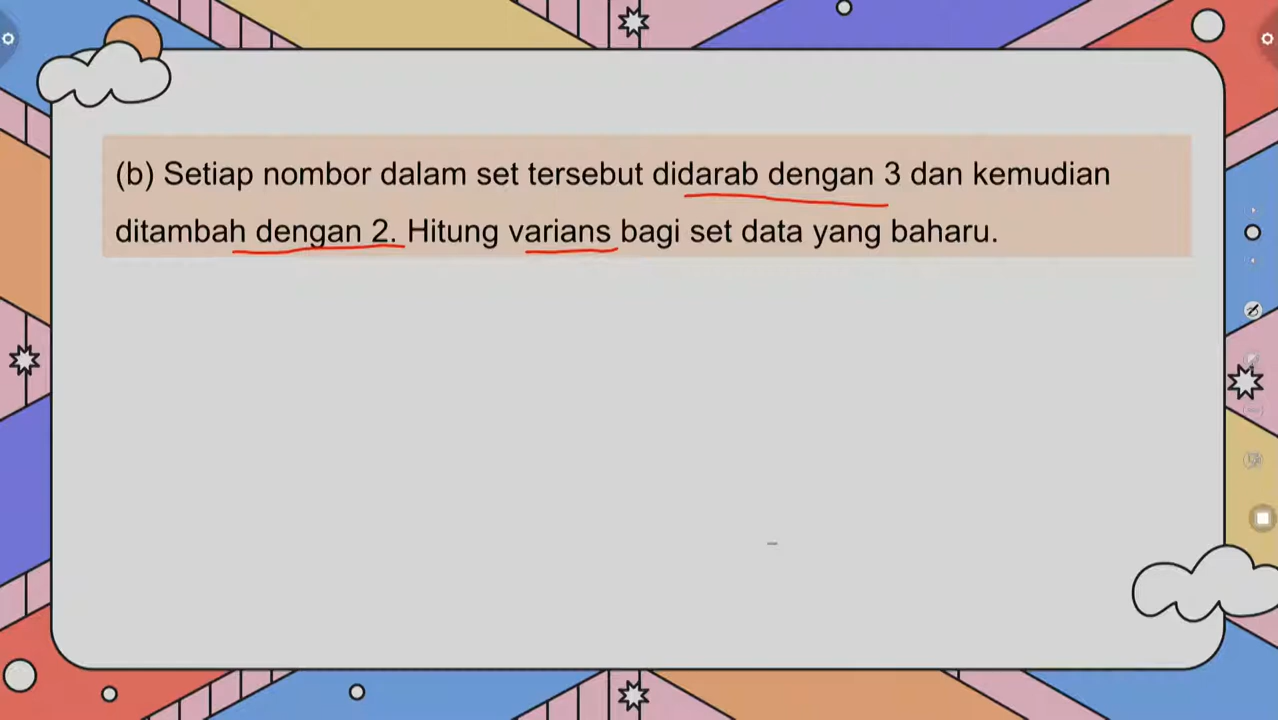 (b) Setiap nombor dalam set tersebut didarab dengan 3 dan kemudian
ditambah dengan 2. Hitung varians bagi set data yang baharu.